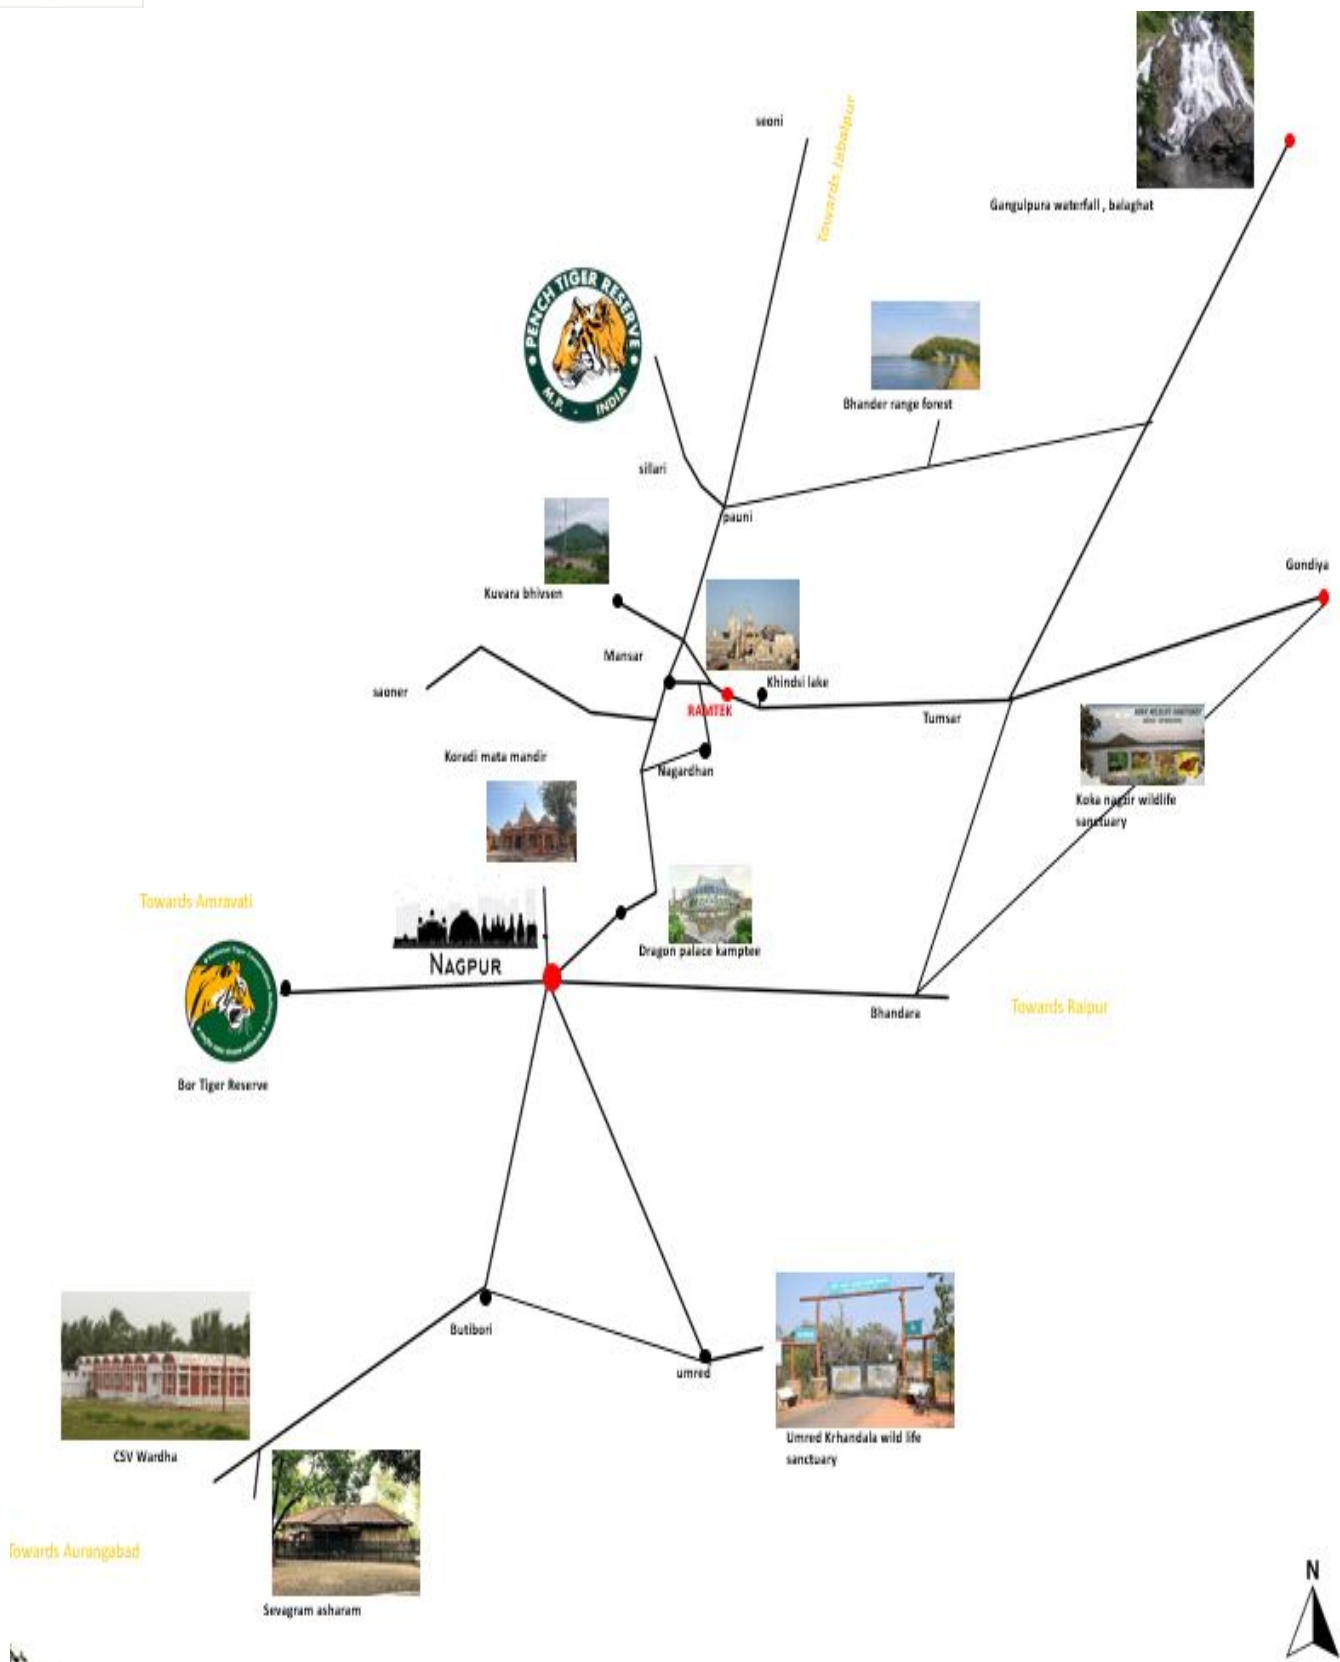 seoni
Towards Jabalpur
Gangulpura waterfall , balaghat
PENCH TIGER RESERVE
M.P. - INDIA
Bhander range forest
sillari
pauni
Gondiya
Kuvara bhivsen
Mansar
saoner
Khindsi lake
RAMTEK
Tumsar
Koradi mata mandir
Nagardhan
Koka nagzir wildlife
sanctuary
Towards Amravati
NAGPUR
Dragon palace kamptee
Bhandara
Towards Raipur
Bor Tiger Reserve
Butibori
umred
Umred Krhandala wild life
sanctuary
CSV Wardha
Towards Aurangabad
Sevagram asharam
N